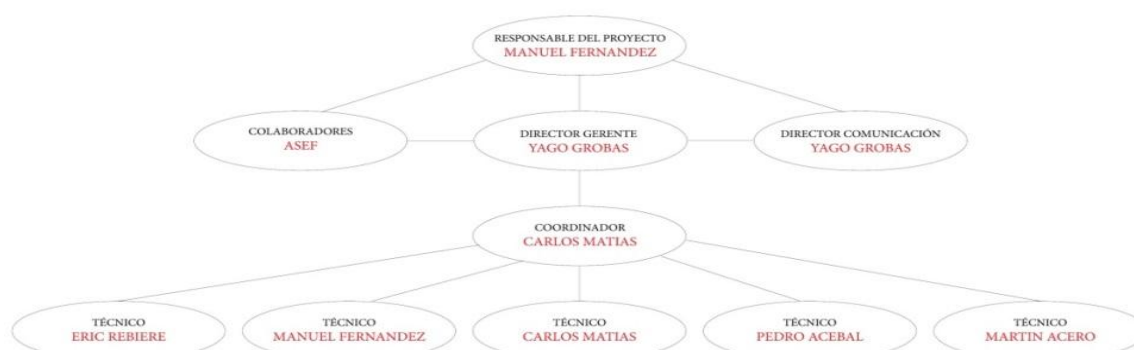 RESPONSABLE DEL PROYECTO
MANUEL FERNANDEZ
COLABORADORES
ASEF
DIRECTOR GERENTE
YAGO GROBAS
DIRECTOR COMUNICACIÓN
YAGO GROBAS
COORDINADOR
CARLOS MATIAS
TÉCNICO
ERIC REBIERE
TÉCNICO
MANUEL FERNANDEZ
TÉCNICO
CARLOS MATIAS
TÉCNICO
PEDRO ACEBAL
TÉCNICO
MARTIN ACERO